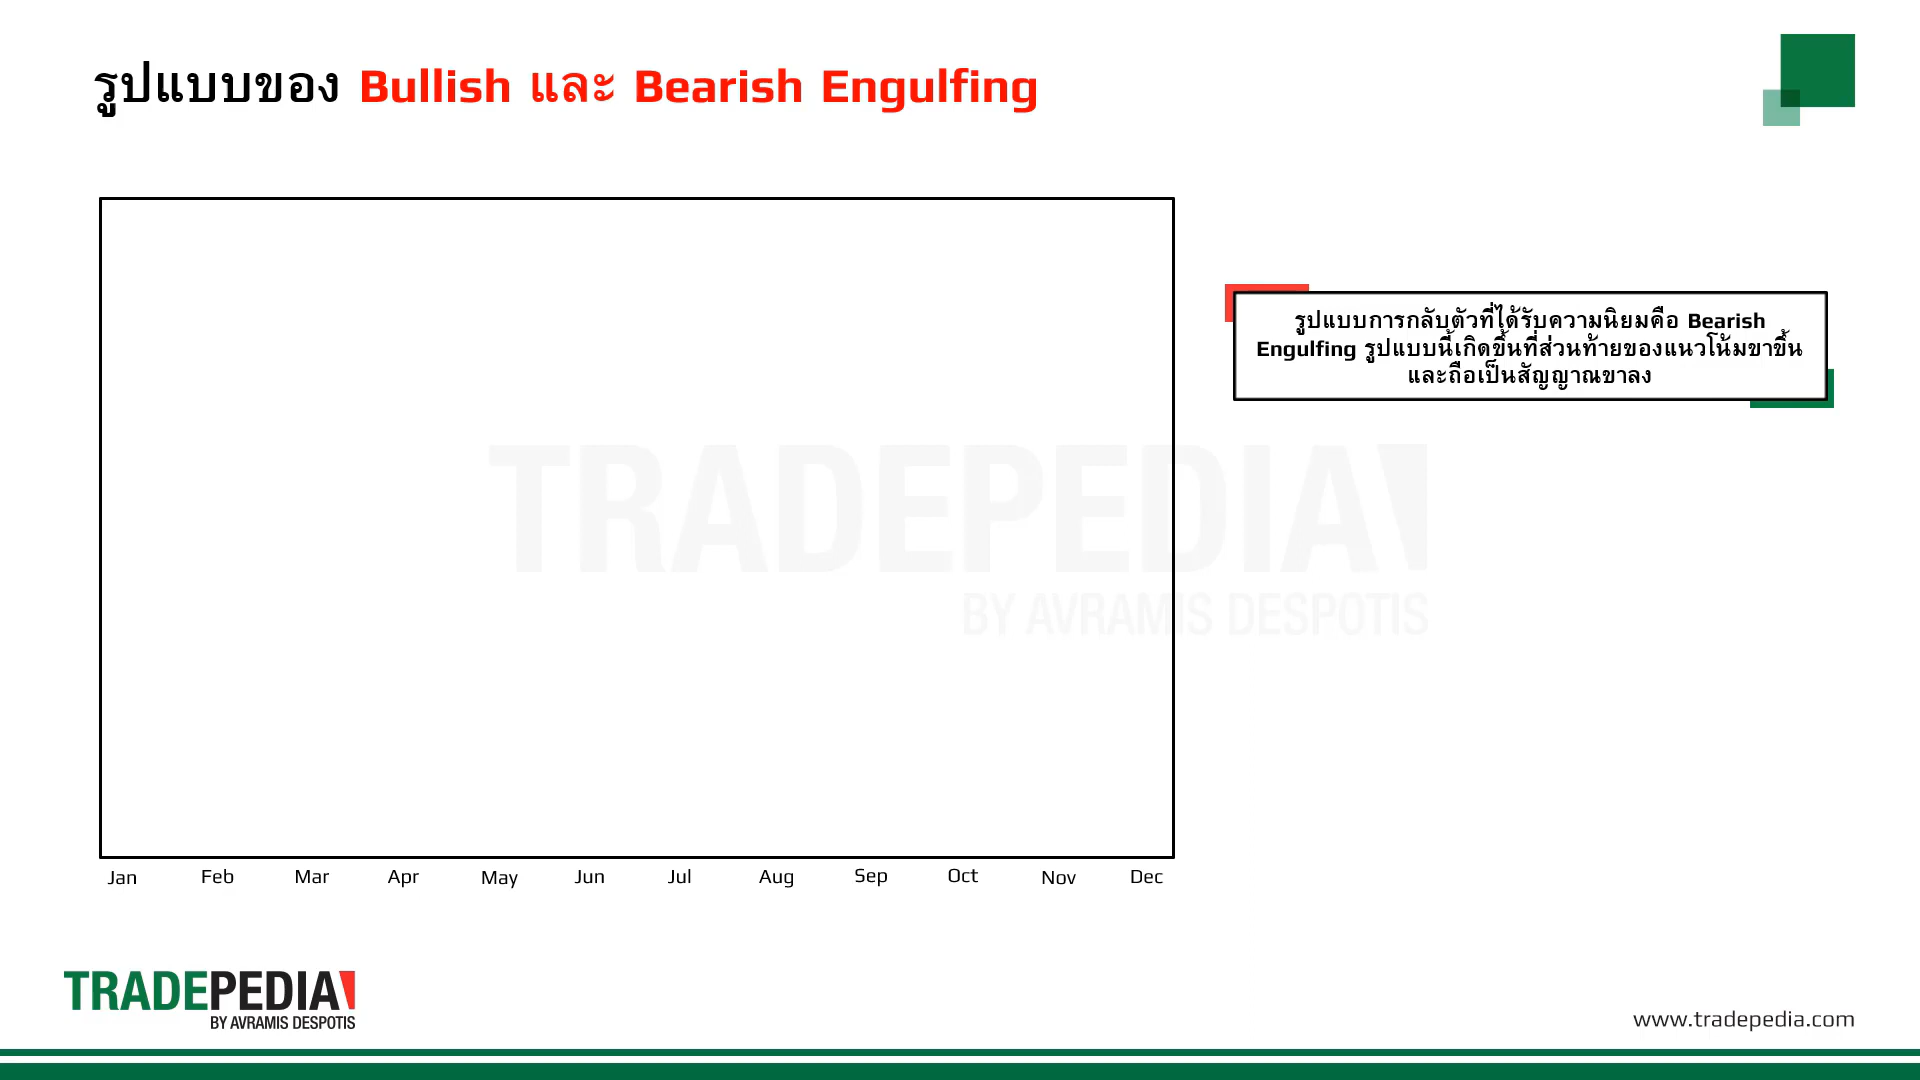 รูปแบบของ Bullish และ Bearish Engulfing
รูปแบบการกลับตัวที่ได้รับความนิยมคือ Bearish
Engulfing รูปแบบนี้เกิดขึ้นที่ส่วนท้ายของแนวโน้มขาขึ้น
และถือเป็นสัญญาณขาลง
TRADEPEDIA
BY AVRAMIS DESPOTIS
Jan Feb Mar Apr May Jun Jul Aug Sep Oct Nov Dec
TRADEPEDIA
BY AVRAMIS DESPOTIS
www.tradepedia.com